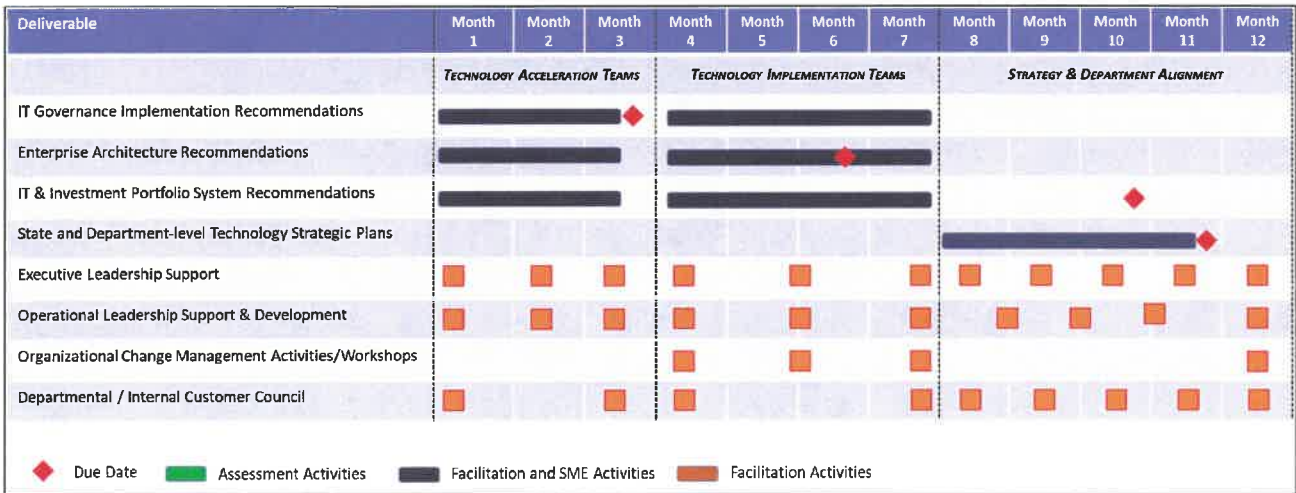 Deliverable Month 1 Month 2 Month 3 Month 4 Month 5 Month 6 Month 7 Month 8 Month 9 Month 10 Month 11 Month 12
TECHNOLOGY ACCELERATION TEAMS TECHNOLOGY IMPLEMENTATION TEAMS STRATEGY & DEPARTMENT ALIGNMENT
IT Governance Implementation Recommendations
Enterprise Architecture Recommendations
IT & Investment Portfolio System Recommendations
State and Department-level Technology Strategic Plans
Executive Leadership Support
Operational Leadership Support & Development
Organizational Change Management Activities/Workshops
Departmental / Internal Customer Council
Due Date Assessment Activities Facilitation and SME Activities Facilitation Activities